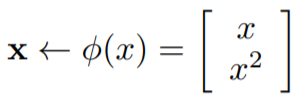 𝐱 ← ϕ(x) = [ x
x² ]